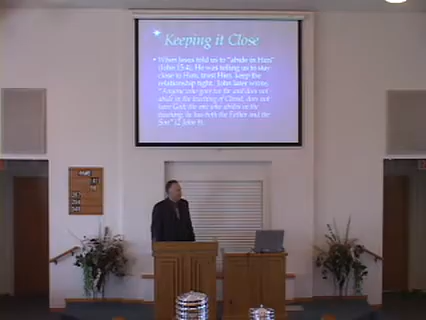 Keeping it Close
• When Jesus told us to "abide in Him"
(John 15:4), He was telling us to stay
close to Him, trust Him, keep the
relationship tight. John later wrote,
"Anyone who goes too far and does not
abide in the teaching of Christ, does not
have God; the one who abides in the
teaching, he has both the Father and the
Son" (2 John 9).